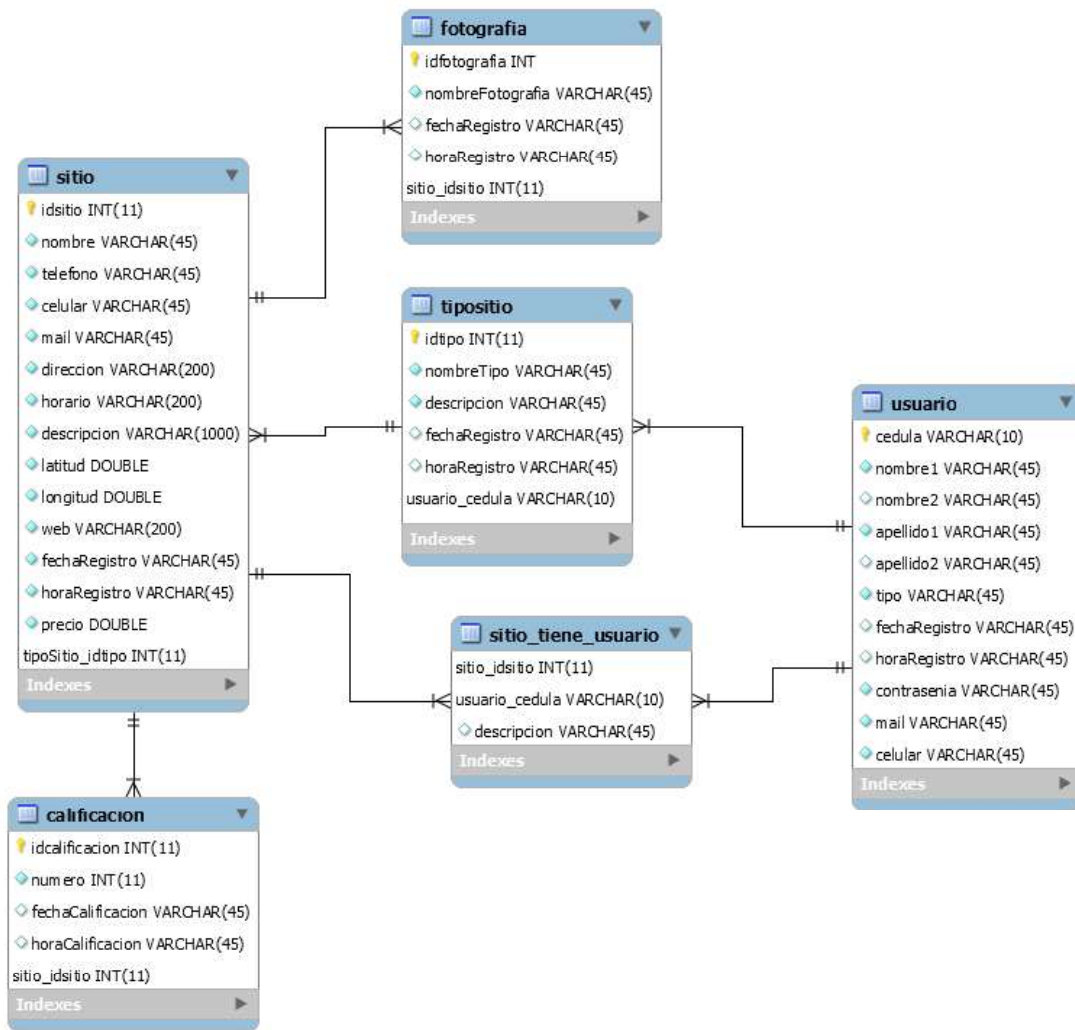 fotografia
idfotografia INT
nombreFotografia VARCHAR(45)
fechaRegistro VARCHAR(45)
horaRegistro VARCHAR(45)
sitio_idsitio INT(11)
Indexes
sitio
idsitio INT(11)
nombre VARCHAR(45)
telefono VARCHAR(45)
celular VARCHAR(45)
mail VARCHAR(45)
direccion VARCHAR(200)
horario VARCHAR(200)
descripcion VARCHAR(1000)
latitud DOUBLE
longitud DOUBLE
web VARCHAR(200)
fechaRegistro VARCHAR(45)
horaRegistro VARCHAR(45)
precio DOUBLE
tipoSitio_idtipo INT(11)
Indexes
tipositio
idtipo INT(11)
nombreTipo VARCHAR(45)
descripcion VARCHAR(45)
fechaRegistro VARCHAR(45)
horaRegistro VARCHAR(45)
usuario_cedula VARCHAR(10)
Indexes
usuario
cedula VARCHAR(10)
nombre1 VARCHAR(45)
nombre2 VARCHAR(45)
apellido1 VARCHAR(45)
apellido2 VARCHAR(45)
tipo VARCHAR(45)
fechaRegistro VARCHAR(45)
horaRegistro VARCHAR(45)
contrasenia VARCHAR(45)
mail VARCHAR(45)
celular VARCHAR(45)
Indexes
sitio_tiene_usuario
sitio_idsitio INT(11)
usuario_cedula VARCHAR(10)
descripcion VARCHAR(45)
Indexes
calificacion
idcalificacion INT(11)
numero INT(11)
fechaCalificacion VARCHAR(45)
horaCalificacion VARCHAR(45)
sitio_idsitio INT(11)
Indexes